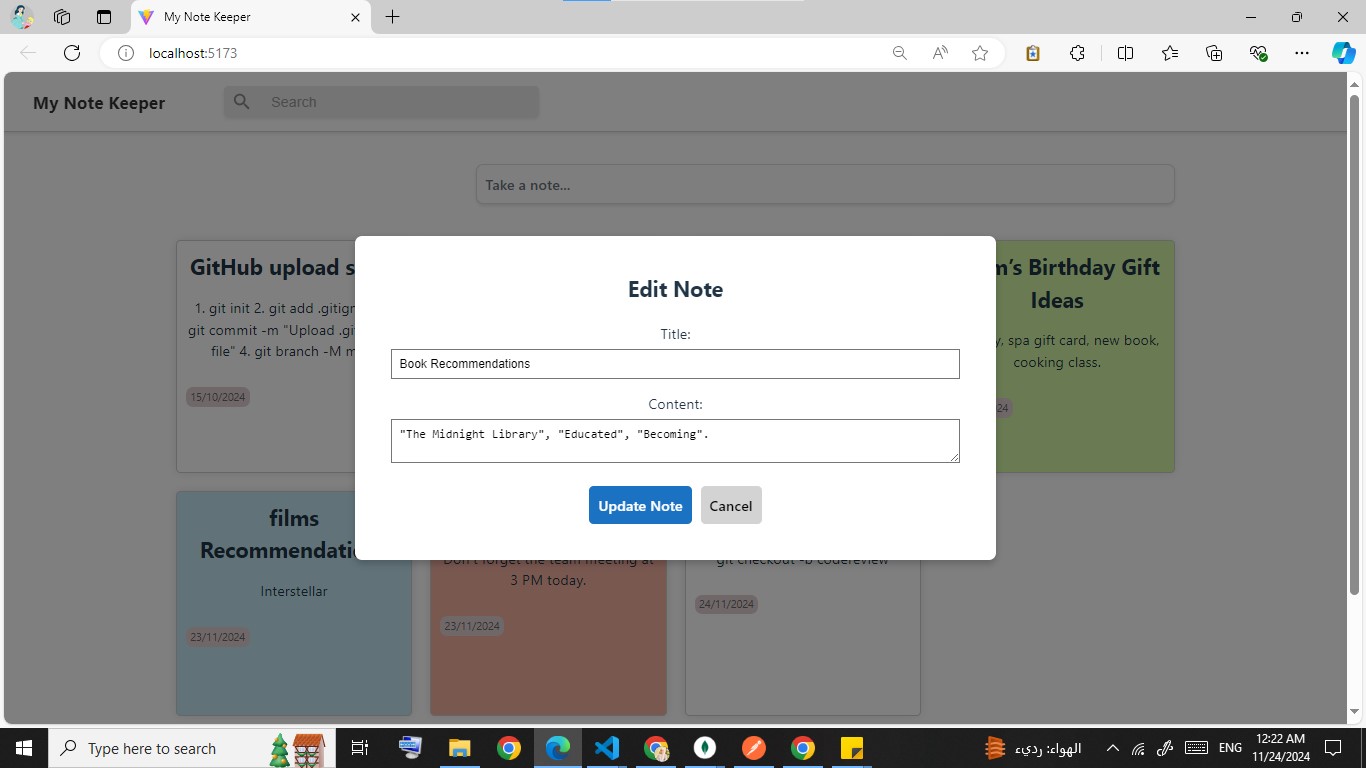 My Note Keeper
localhost:5173
My Note Keeper
Search
Take a note...
GitHub upload s
1. git init 2. git add .gitigr
git commit -m "Upload .gi
file" 4. git branch -M m
15/10/2024
Edit Note
Title:
Book Recommendations
Content:
"The Midnight Library", "Educated", "Becoming".
Update Note
Cancel
m's Birthday Gift
Ideas
y, spa gift card, new book,
cooking class.
24
films
Recommendatio
Interstellar
23/11/2024
Don't forget the team meeting at
3 PM today.
23/11/2024
git checkout -b codereview
24/11/2024
Type here to search
الهواء: رديء
ENG
12:22 AM
11/24/2024